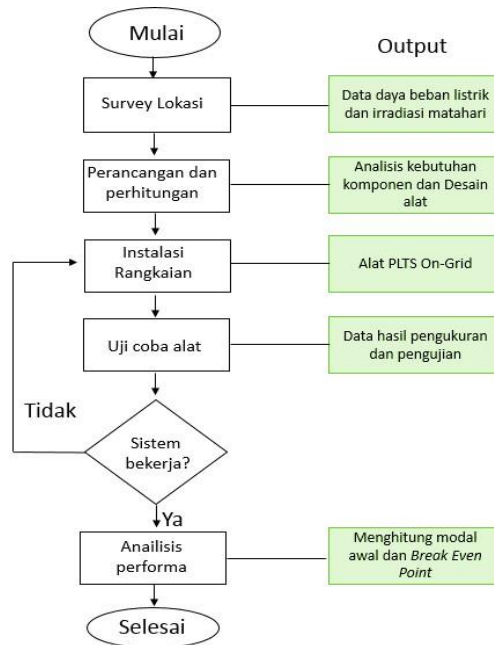 Mulai
Output
Survey Lokasi
Data daya beban listrik
dan irradiasi matahari
Perancangan dan
perhitungan
Analisis kebutuhan
komponen dan Desain
alat
Instalasi
Rangkaian
Alat PLTS On-Grid
Uji coba alat
Data hasil pengukuran
dan pengujian
Tidak
Sistem
bekerja?
Ya
Anailisis
performa
Menghitung modal
awal dan Break Even
Point
Selesai